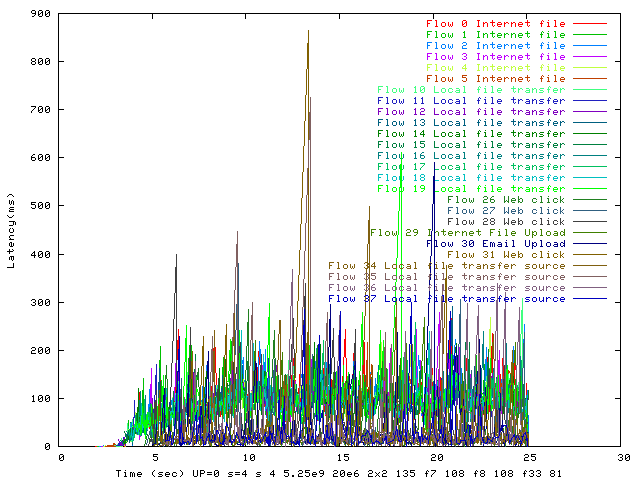 900
800
700
600
500
400
300
200
100
0
Latency(ms)
Flow 0 Internet file
Flow 1 Internet file
Flow 2 Internet file
Flow 3 Internet file
Flow 4 Internet file
Flow 5 Internet file
Flow 10 Local file transfer
Flow 11 Local file transfer
Flow 12 Local file transfer
Flow 13 Local file transfer
Flow 14 Local file transfer
Flow 15 Local file transfer
Flow 16 Local file transfer
Flow 17 Local file transfer
Flow 18 Local file transfer
Flow 19 Local file transfer
Flow 26 Web click
Flow 27 Web click
Flow 28 Web click
Flow 29 Internet File Upload
Flow 30 Email Upload
Flow 31 Web click
Flow 34 Local file transfer source
Flow 35 Local file transfer source
Flow 36 Local file transfer source
Flow 37 Local file transfer source
0 5 10 15 20 25 30
Time (sec) UP=0 s=4 s 4 5.25e9 20e6 2x2 135 f7 108 f8 108 f33 81